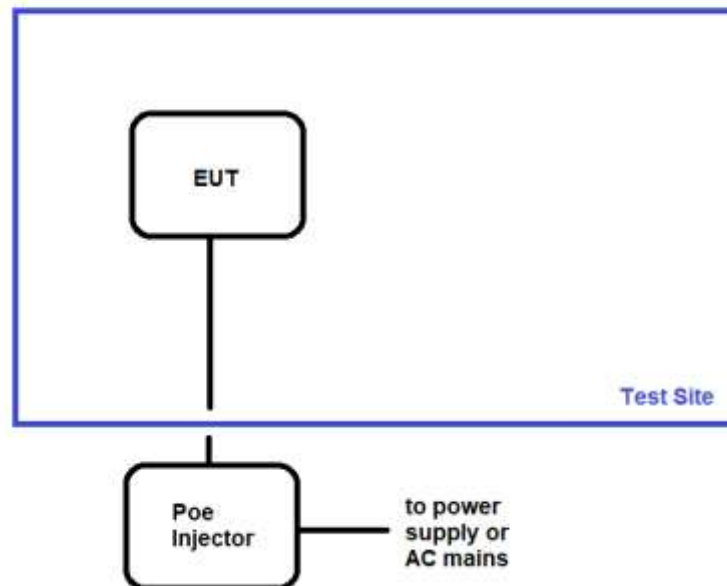 EUT
Test Site
Poe
Injector
to power
supply or
AC mains